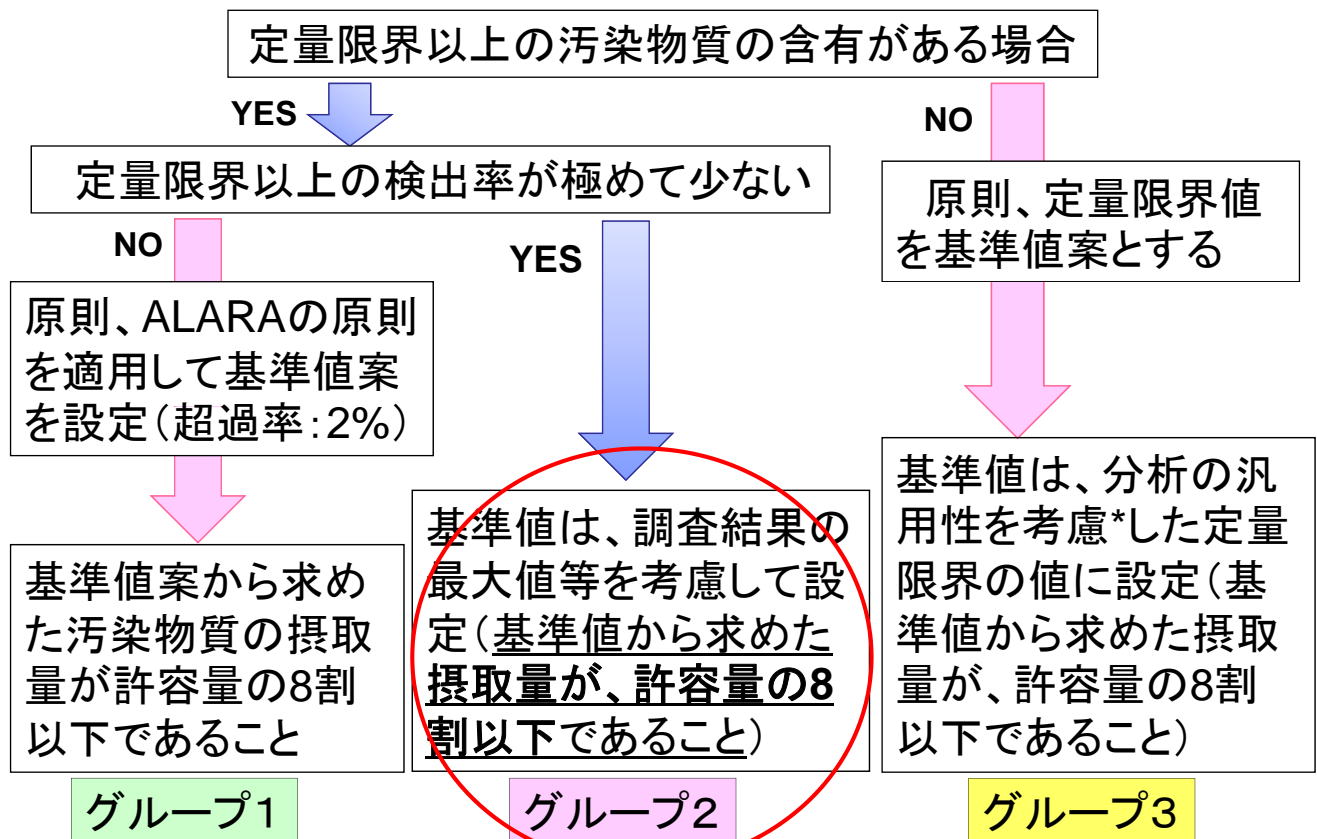 定量限界以上の汚染物質の含有がある場合
YES
NO
定量限界以上の検出率が極めて少ない
原則、定量限界値
を基準値案とする
NO
YES
原則、ALARAの原則
を適用して基準値案
を設定(超過率:2%)
基準値案から求め
た汚染物質の摂取
量が許容量の8割
以下であること
基準値は、調査結果の
最大値等を考慮して設
定(基準値から求めた
摂取量が、許容量の8
割以下であること)
基準値は、分析の汎
用性を考慮*した定量
限界の値に設定(基
準値から求めた摂取
量が、許容量の8割
以下であること)
グループ1
グループ2
グループ3